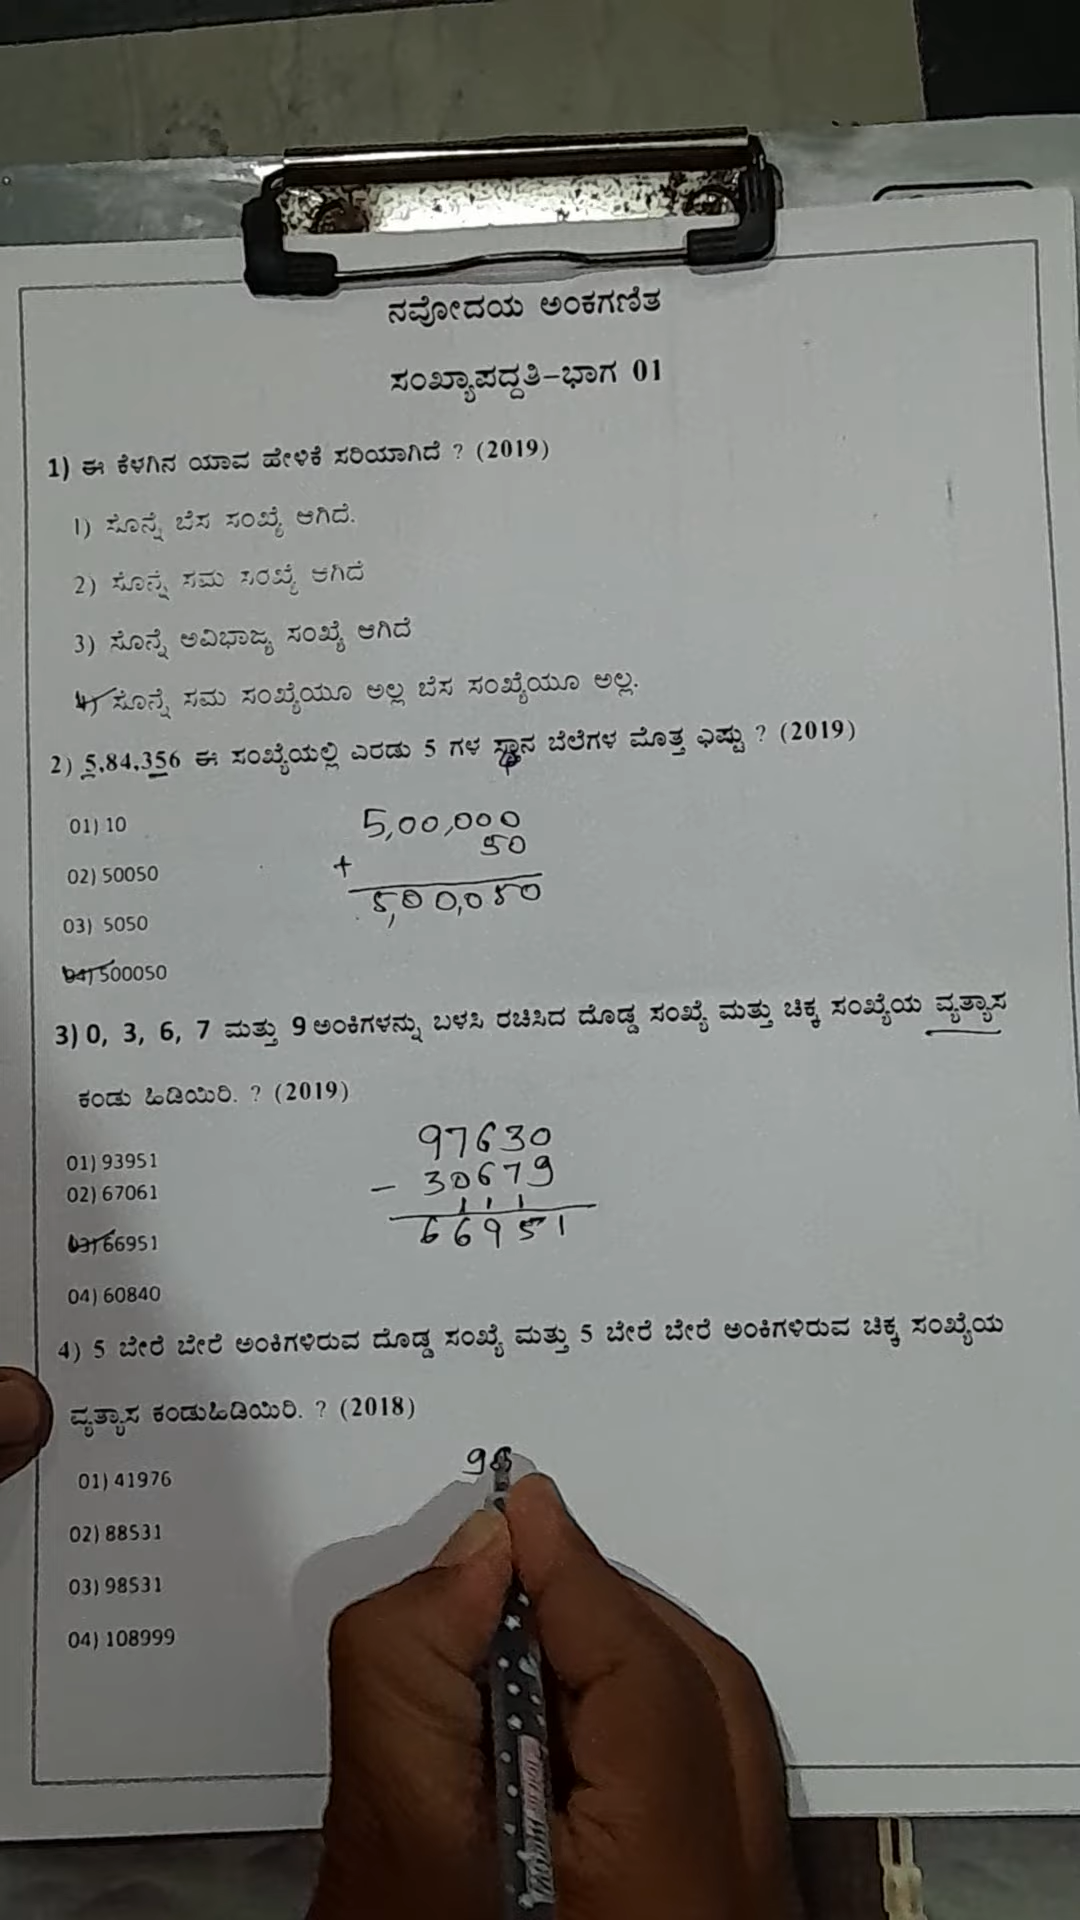 ನವೋದಯ ಅಂಕಗಣಿತ
ಸಂಖ್ಯಾಪದ್ದತಿ-ಭಾಗ 01
1) ಈ ಕೆಳಗಿನ ಯಾವ ಹೇಳಿಕೆ ಸರಿಯಾಗಿದೆ ? (2019)
1) ಸೊನ್ನೆ ಬೆಸ ಸಂಖ್ಯೆ ಆಗಿದೆ.
2) ಸೊನ್ನೆ ಸಮ ಸಂಖ್ಯೆ ಆಗಿದೆ
3) ಸೊನ್ನೆ ಅವಿಭಾಜ್ಯ ಸಂಖ್ಯೆ ಆಗಿದೆ
4) ಸೊನ್ನೆ ಸಮ ಸಂಖ್ಯೆಯೂ ಅಲ್ಲ ಬೆಸ ಸಂಖ್ಯೆಯೂ ಅಲ್ಲ.
2) 5,84,356 ಈ ಸಂಖ್ಯೆಯಲ್ಲಿ ಎರಡು 5 ಗಳ ಸ್ಥಾನ ಬೆಲೆಗಳ ಮೊತ್ತ ಎಷ್ಟು ? (2019)
01) 10
02) 50050
03) 5050
04) 500050
5,00,000
50
+
5,00,050
3) 0, 3, 6, 7 ಮತ್ತು 9 ಅಂಕಿಗಳನ್ನು ಬಳಸಿ ರಚಿಸಿದ ದೊಡ್ಡ ಸಂಖ್ಯೆ ಮತ್ತು ಚಿಕ್ಕ ಸಂಖ್ಯೆಯ ವ್ಯತ್ಯಾಸ
ಕಂಡು ಹಿಡಿಯಿರಿ. ? (2019)
01) 93951
02) 67061
03) 66951
04) 60840
97630
- 30679
1 1 1
66951
4) 5 ಬೇರೆ ಬೇರೆ ಅಂಕಿಗಳಿರುವ ದೊಡ್ಡ ಸಂಖ್ಯೆ ಮತ್ತು 5 ಬೇರೆ ಬೇರೆ ಅಂಕಿಗಳಿರುವ ಚಿಕ್ಕ ಸಂಖ್ಯೆಯ
ವ್ಯತ್ಯಾಸ ಕಂಡುಹಿಡಿಯಿರಿ. ? (2018)
01) 41976
02) 88531
03) 98531
04) 108999